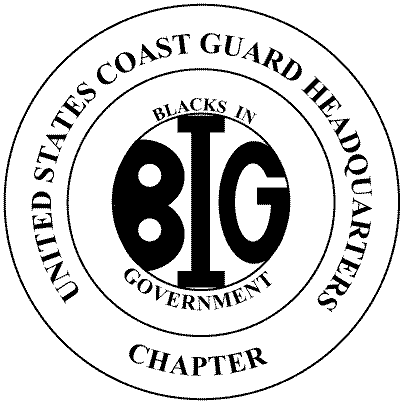 UNITED STATES COAST GUARD HEADQUARTERS
BLACKS IN
BIG
GOVERNMENT
CHAPTER